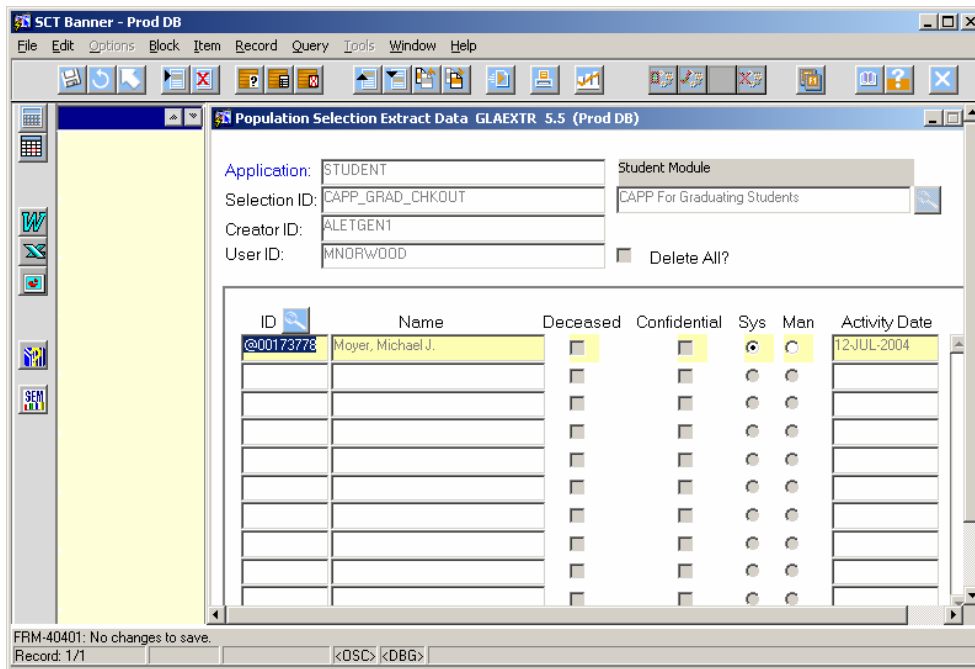 SCT Banner - Prod DB
File Edit Options Block Item Record Query Tools Window Help
Population Selection Extract Data GLAEXTR 5.5 (Prod DB)
Application: STUDENT Student Module
Selection ID: CAPP_GRAD_CHKOUT CAPP For Graduating Students
Creator ID: ALETGEN1
User ID: MNORWOOD Delete All?
ID Name Deceased Confidential Sys Man Activity Date
@00173778 Moyer, Michael J. 12-JUL-2004
SEM
FRM-40401: No changes to save.
Record: 1/1 <OSC> <DBG>